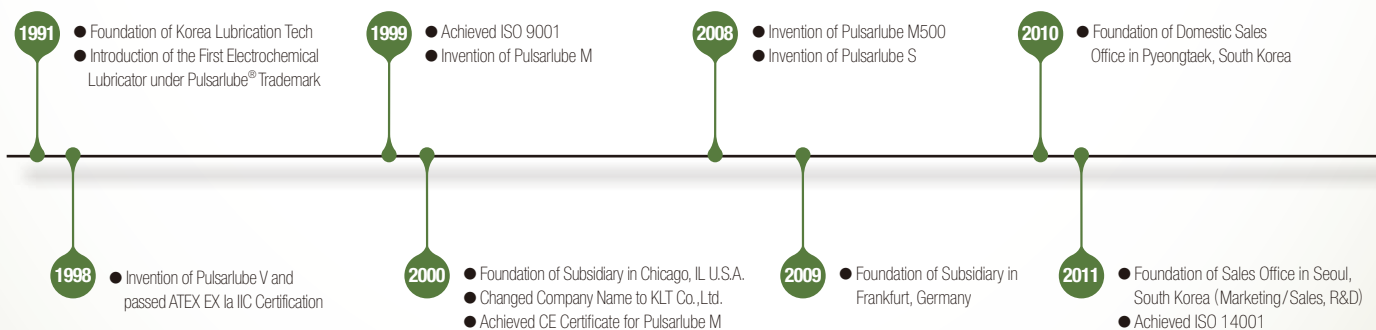 1991
● Foundation of Korea Lubrication Tech
● Introduction of the First Electrochemical
Lubricator under Pulsarlube® Trademark
1998
● Invention of Pulsarlube V and
passed ATEX EX Ia IIC Certification
1999
● Achieved ISO 9001
● Invention of Pulsarlube M
2000
● Foundation of Subsidiary in Chicago, IL U.S.A.
● Changed Company Name to KLT Co.,Ltd.
● Achieved CE Certificate for Pulsarlube M
2008
● Invention of Pulsarlube M500
● Invention of Pulsarlube S
2009
● Foundation of Subsidiary in
Frankfurt, Germany
2010
● Foundation of Domestic Sales
Office in Pyeongtaek, South Korea
2011
● Foundation of Sales Office in Seoul,
South Korea (Marketing/Sales, R&D)
● Achieved ISO 14001